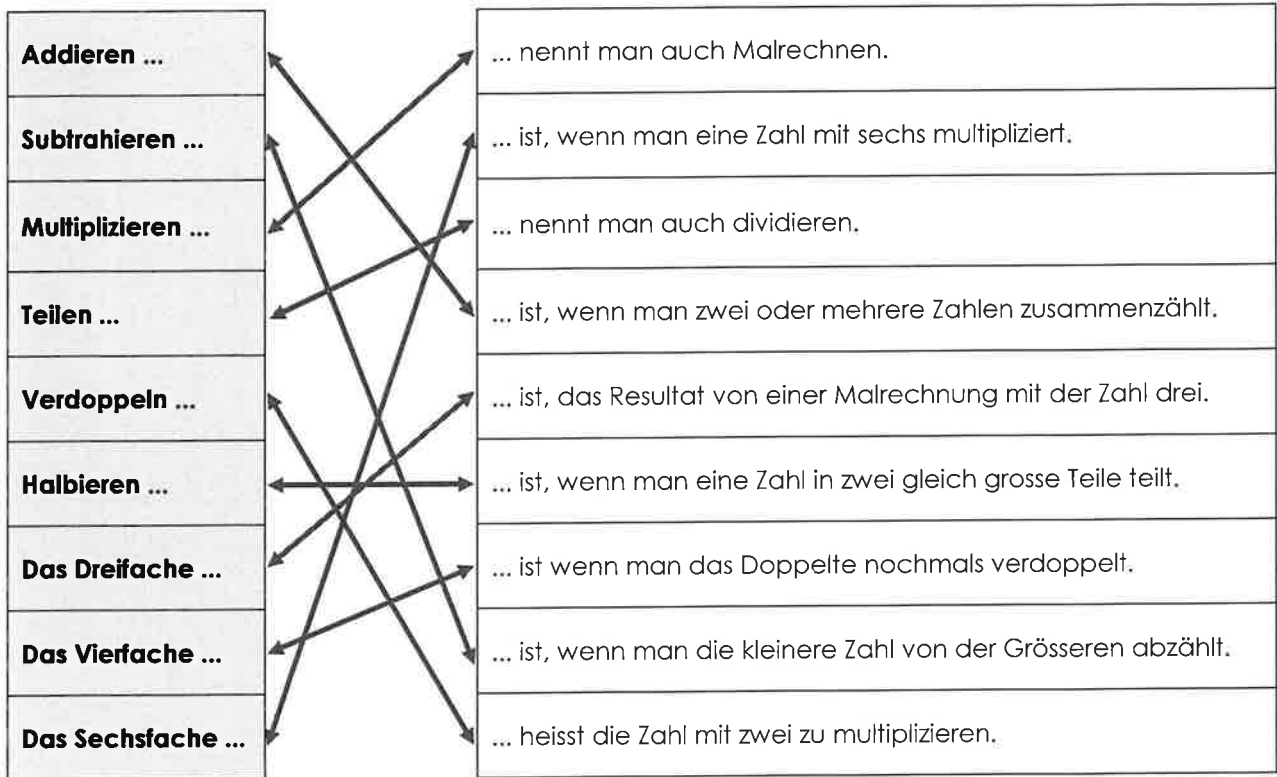 Addieren ...
... nennt man auch Malrechnen.
Subtrahieren ...
... ist, wenn man eine Zahl mit sechs multipliziert.
Multiplizieren ...
... nennt man auch dividieren.
Teilen ...
... ist, wenn man zwei oder mehrere Zahlen zusammenzählt.
Verdoppeln ...
... ist, das Resultat von einer Malrechnung mit der Zahl drei.
Halbieren ...
... ist, wenn man eine Zahl in zwei gleich grosse Teile teilt.
Das Dreifache ...
... ist wenn man das Doppelte nochmals verdoppelt.
Das Vierfache ...
... ist, wenn man die kleinere Zahl von der Grösseren abzählt.
Das Sechsfache ...
... heisst die Zahl mit zwei zu multiplizieren.